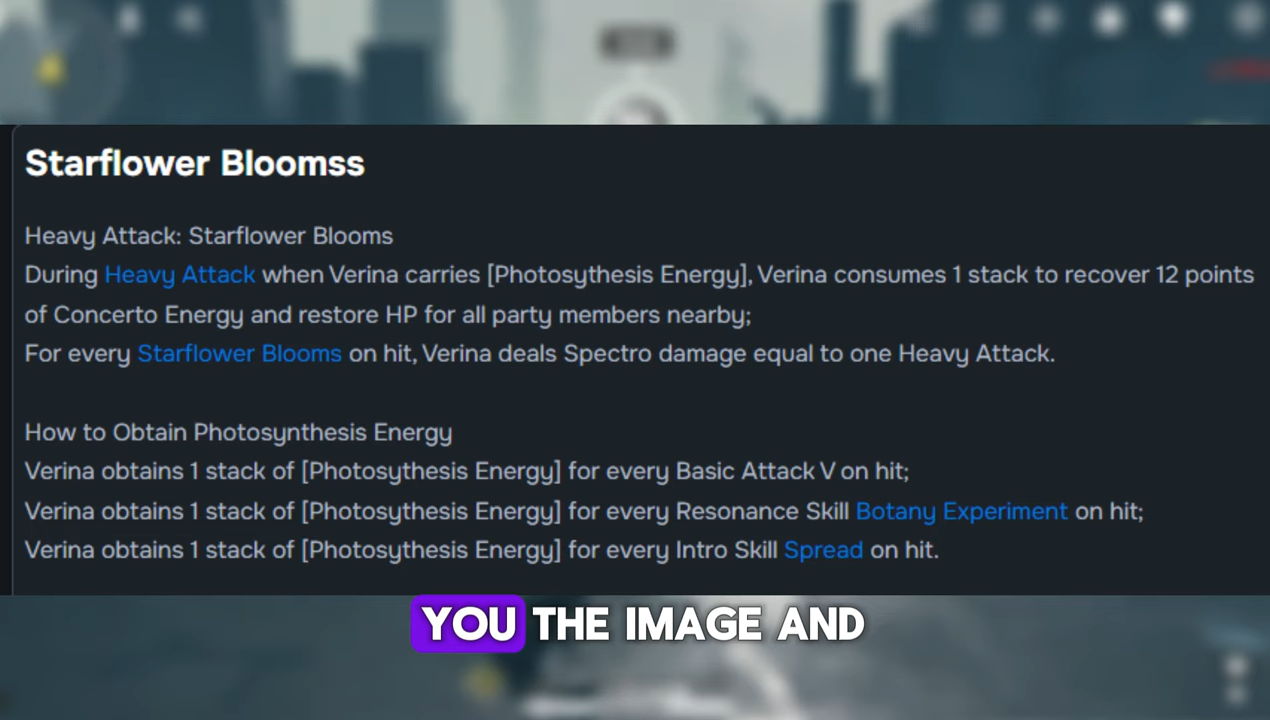 Starflower Bloomss
Heavy Attack: Starflower Blooms
During Heavy Attack when Verina carries [Photosythesis Energy], Verina consumes 1 stack to recover 12 points
of Concerto Energy and restore HP for all party members nearby;
For every Starflower Blooms on hit, Verina deals Spectro damage equal to one Heavy Attack.
How to Obtain Photosynthesis Energy
Verina obtains 1 stack of [Photosythesis Energy] for every Basic Attack V on hit;
Verina obtains 1 stack of [Photosythesis Energy] for every Resonance Skill Botany Experiment on hit;
Verina obtains 1 stack of [Photosythesis Energy] for every Intro Skill Spread on hit.
YOU THE IMAGE AND